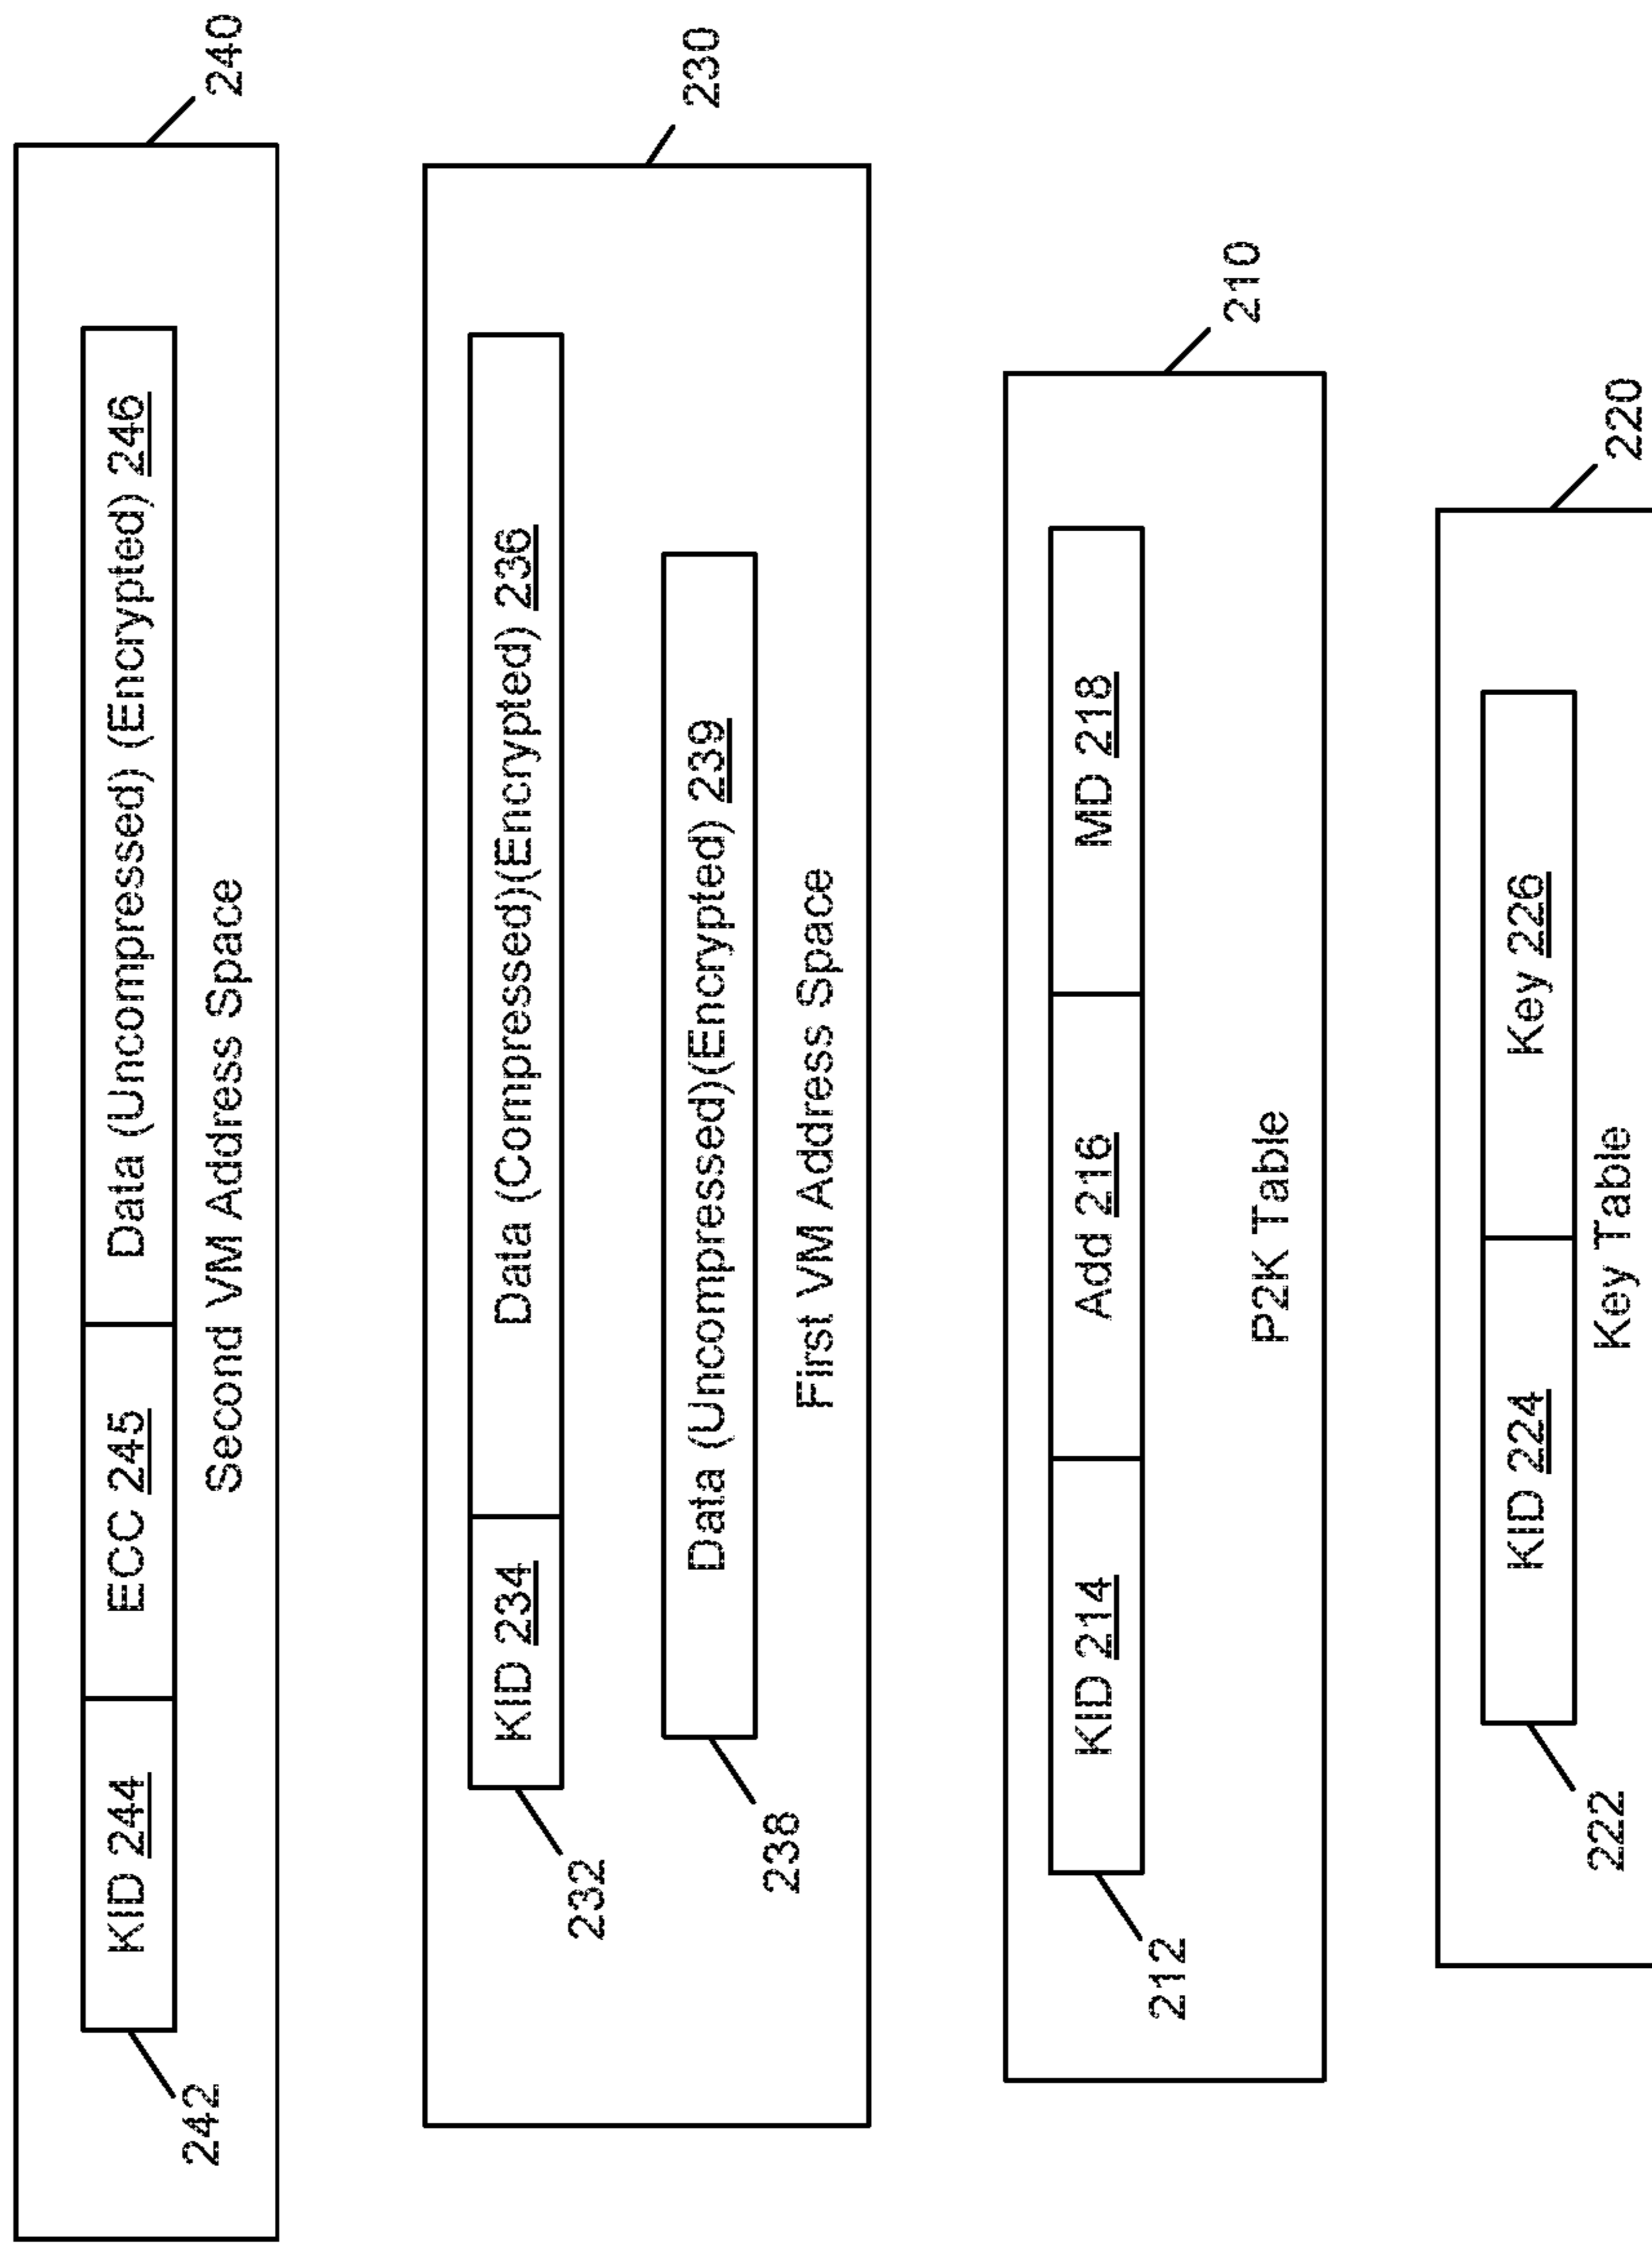 240
KID 244 ECC 245 Data (Uncompressed) (Encrypted) 246
242
Second VM Address Space
230
KID 234 Data (Compressed)(Encrypted) 236
232
Data (Uncompressed)(Encrypted) 239
238
First VM Address Space
210
KID 214 Add 216 MD 218
212
P2K Table
220
KID 224 Key 226
222
Key Table